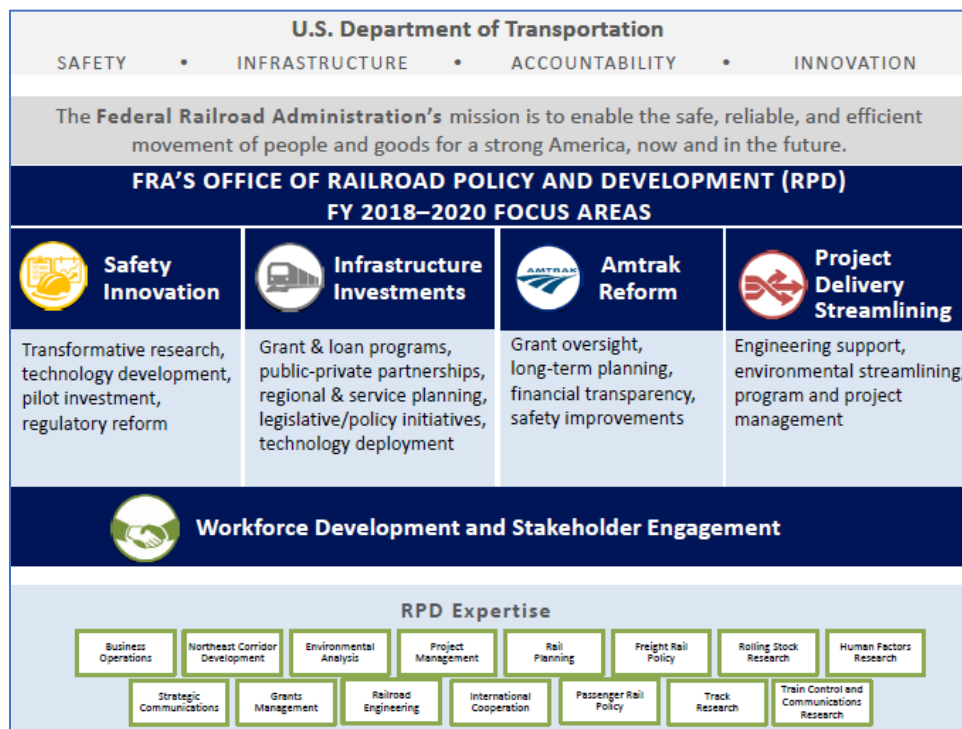 U.S. Department of Transportation
SAFETY • INFRASTRUCTURE • ACCOUNTABILITY • INNOVATION
The Federal Railroad Administration's mission is to enable the safe, reliable, and efficient
movement of people and goods for a strong America, now and in the future.
FRA'S OFFICE OF RAILROAD POLICY AND DEVELOPMENT (RPD)
FY 2018–2020 FOCUS AREAS
Safety
Innovation
Transformative research,
technology development,
pilot investment,
regulatory reform
Infrastructure
Investments
Grant & loan programs,
public-private partnerships,
regional & service planning,
legislative/policy initiatives,
technology deployment
AMTRAK
Amtrak
Reform
Grant oversight,
long-term planning,
financial transparency,
safety improvements
Project
Delivery
Streamlining
Engineering support,
environmental streamlining,
program and project
management
Workforce Development and Stakeholder Engagement
RPD Expertise
Business
Operations
Northeast Corridor
Development
Environmental
Analysis
Project
Management
Rail
Planning
Freight Rail
Policy
Rolling Stock
Research
Human Factors
Research
Strategic
Communications
Grants
Management
Railroad
Engineering
International
Cooperation
Passenger Rail
Policy
Track
Research
Train Control and
Communications
Research